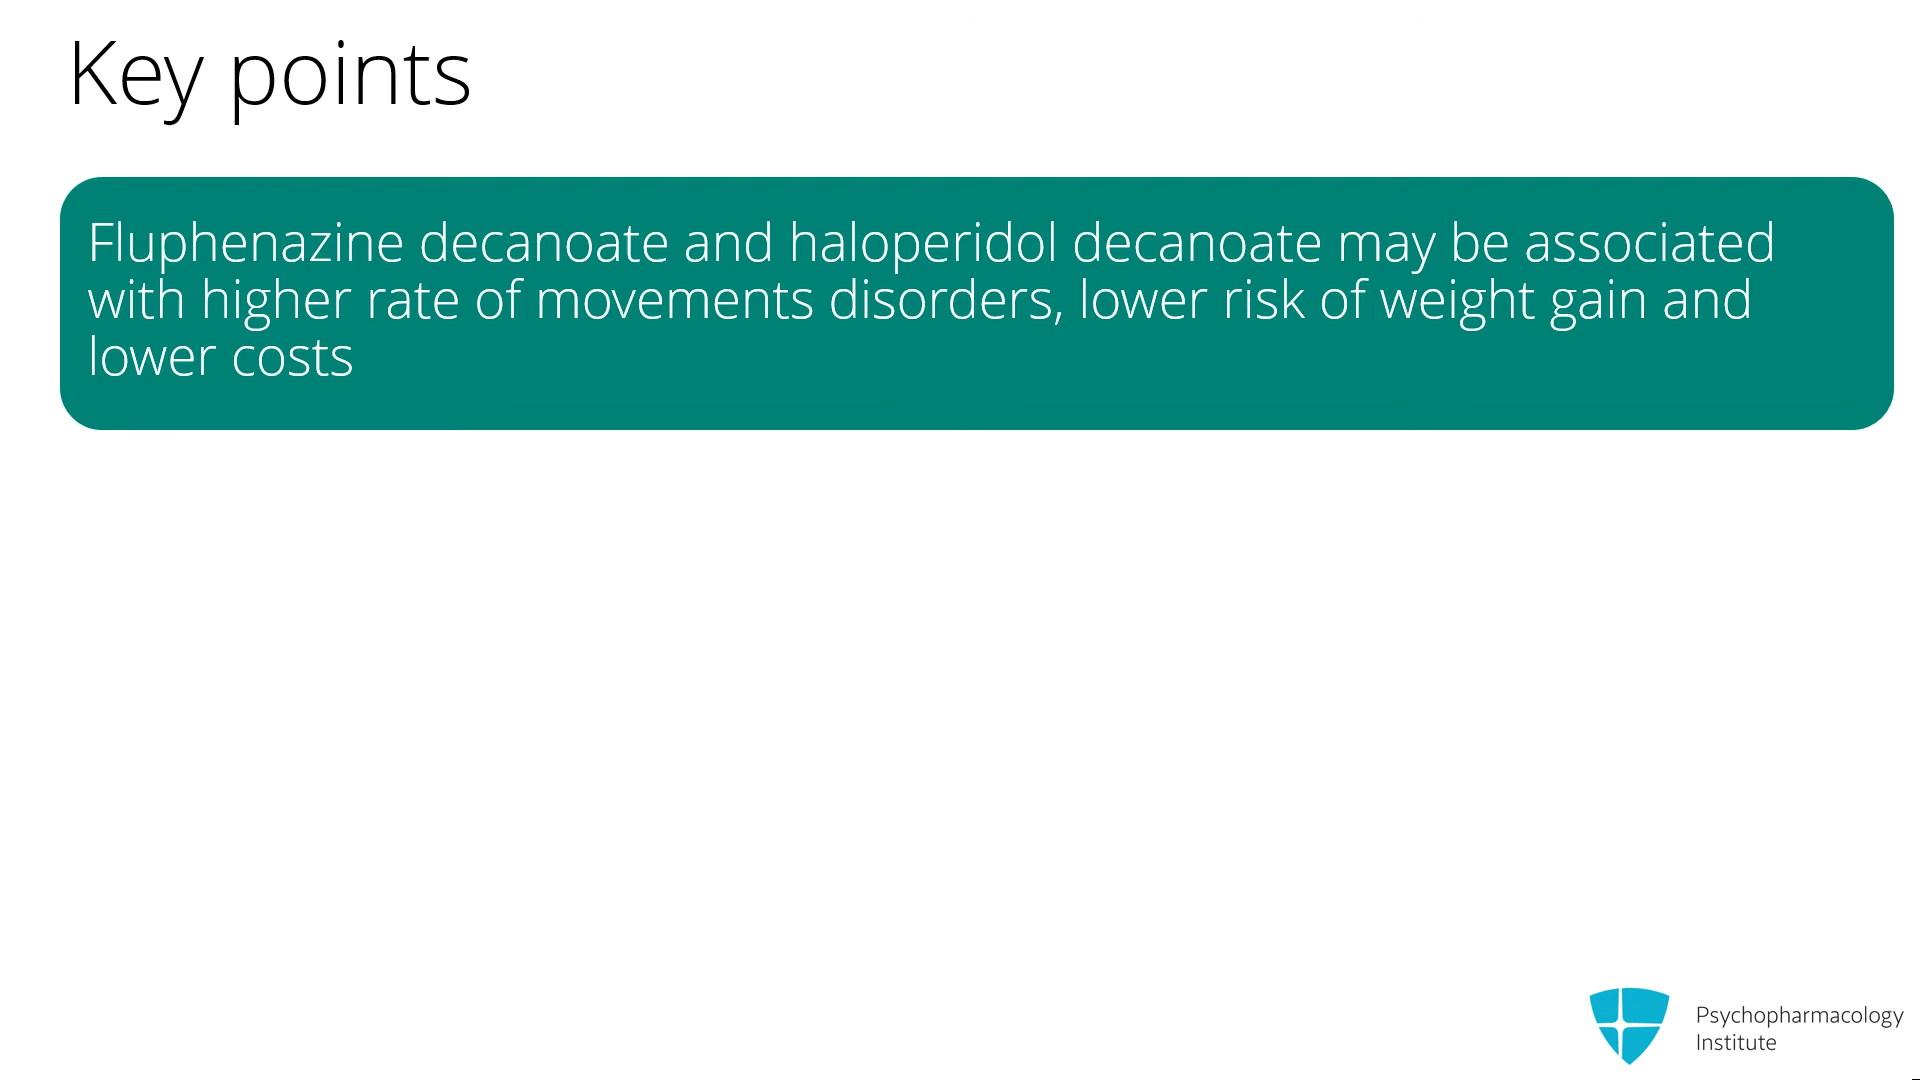 Key points
Fluphenazine decanoate and haloperidol decanoate may be associated
with higher rate of movements disorders, lower risk of weight gain and
lower costs
Psychopharmacology
Institute